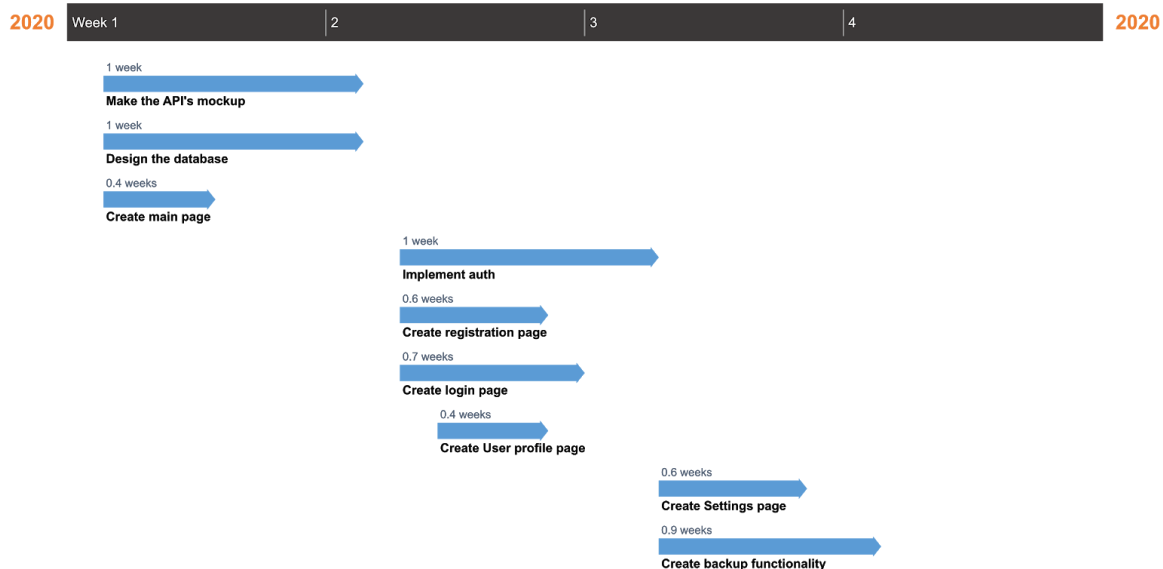 2020 Week 1 2 3 4 2020
1 week
Make the API's mockup
1 week
Design the database
0.4 weeks
Create main page
1 week
Implement auth
0.6 weeks
Create registration page
0.7 weeks
Create login page
0.4 weeks
Create User profile page
0.6 weeks
Create Settings page
0.9 weeks
Create backup functionality